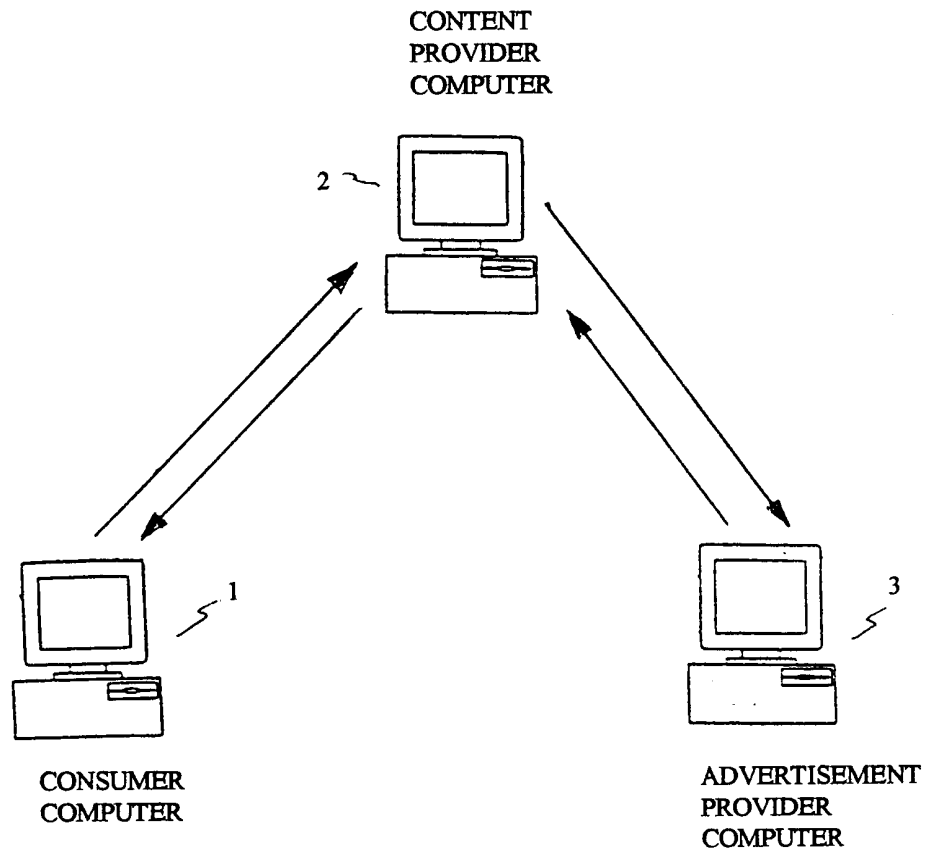 CONTENT
PROVIDER
COMPUTER
2
1
3
CONSUMER
COMPUTER
ADVERTISEMENT
PROVIDER
COMPUTER